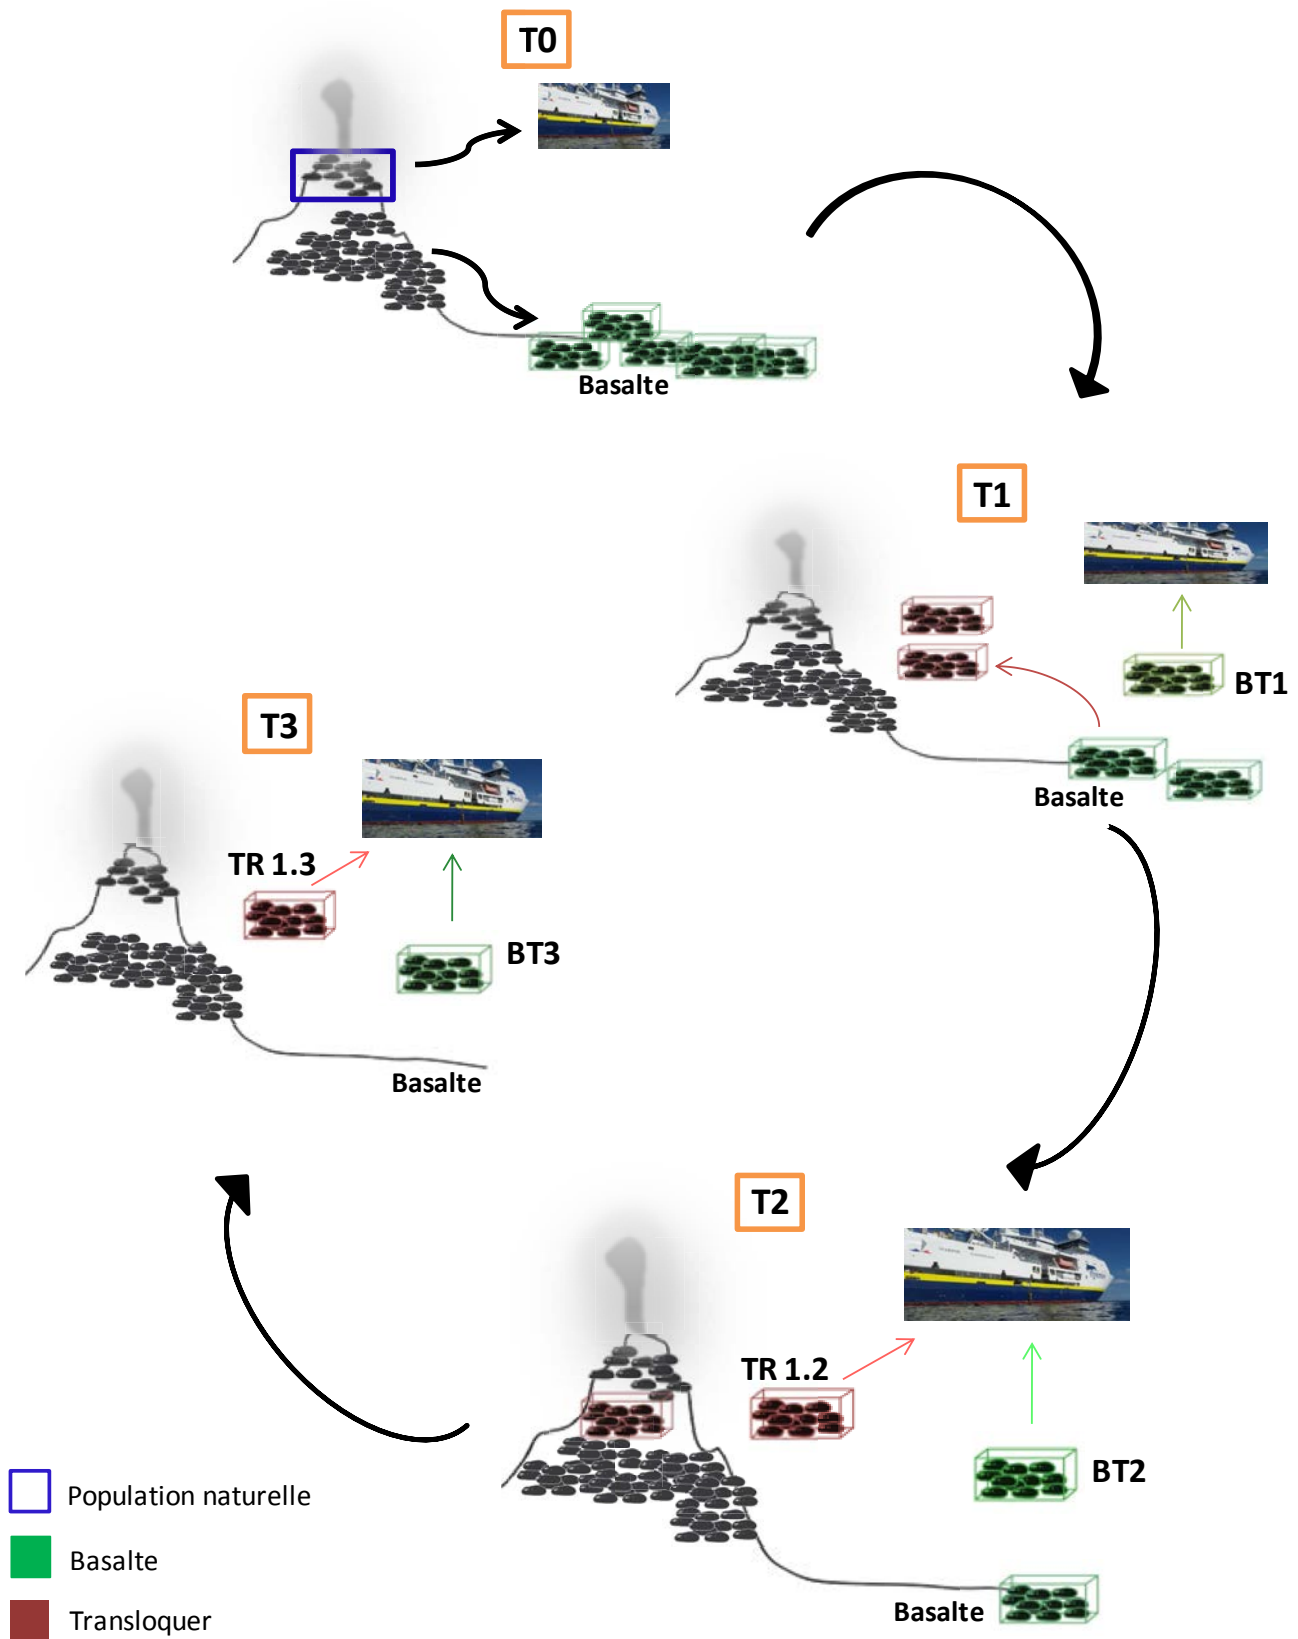 T0
Basalte
T1
BT1
Basalte
T3
TR 1.3
BT3
Basalte
T2
TR 1.2
BT2
Basalte
Population naturelle
Basalte
Transloquer